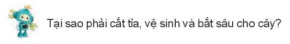 Tại sao phải cắt tỉa, vệ sinh và bắt sâu cho cây?